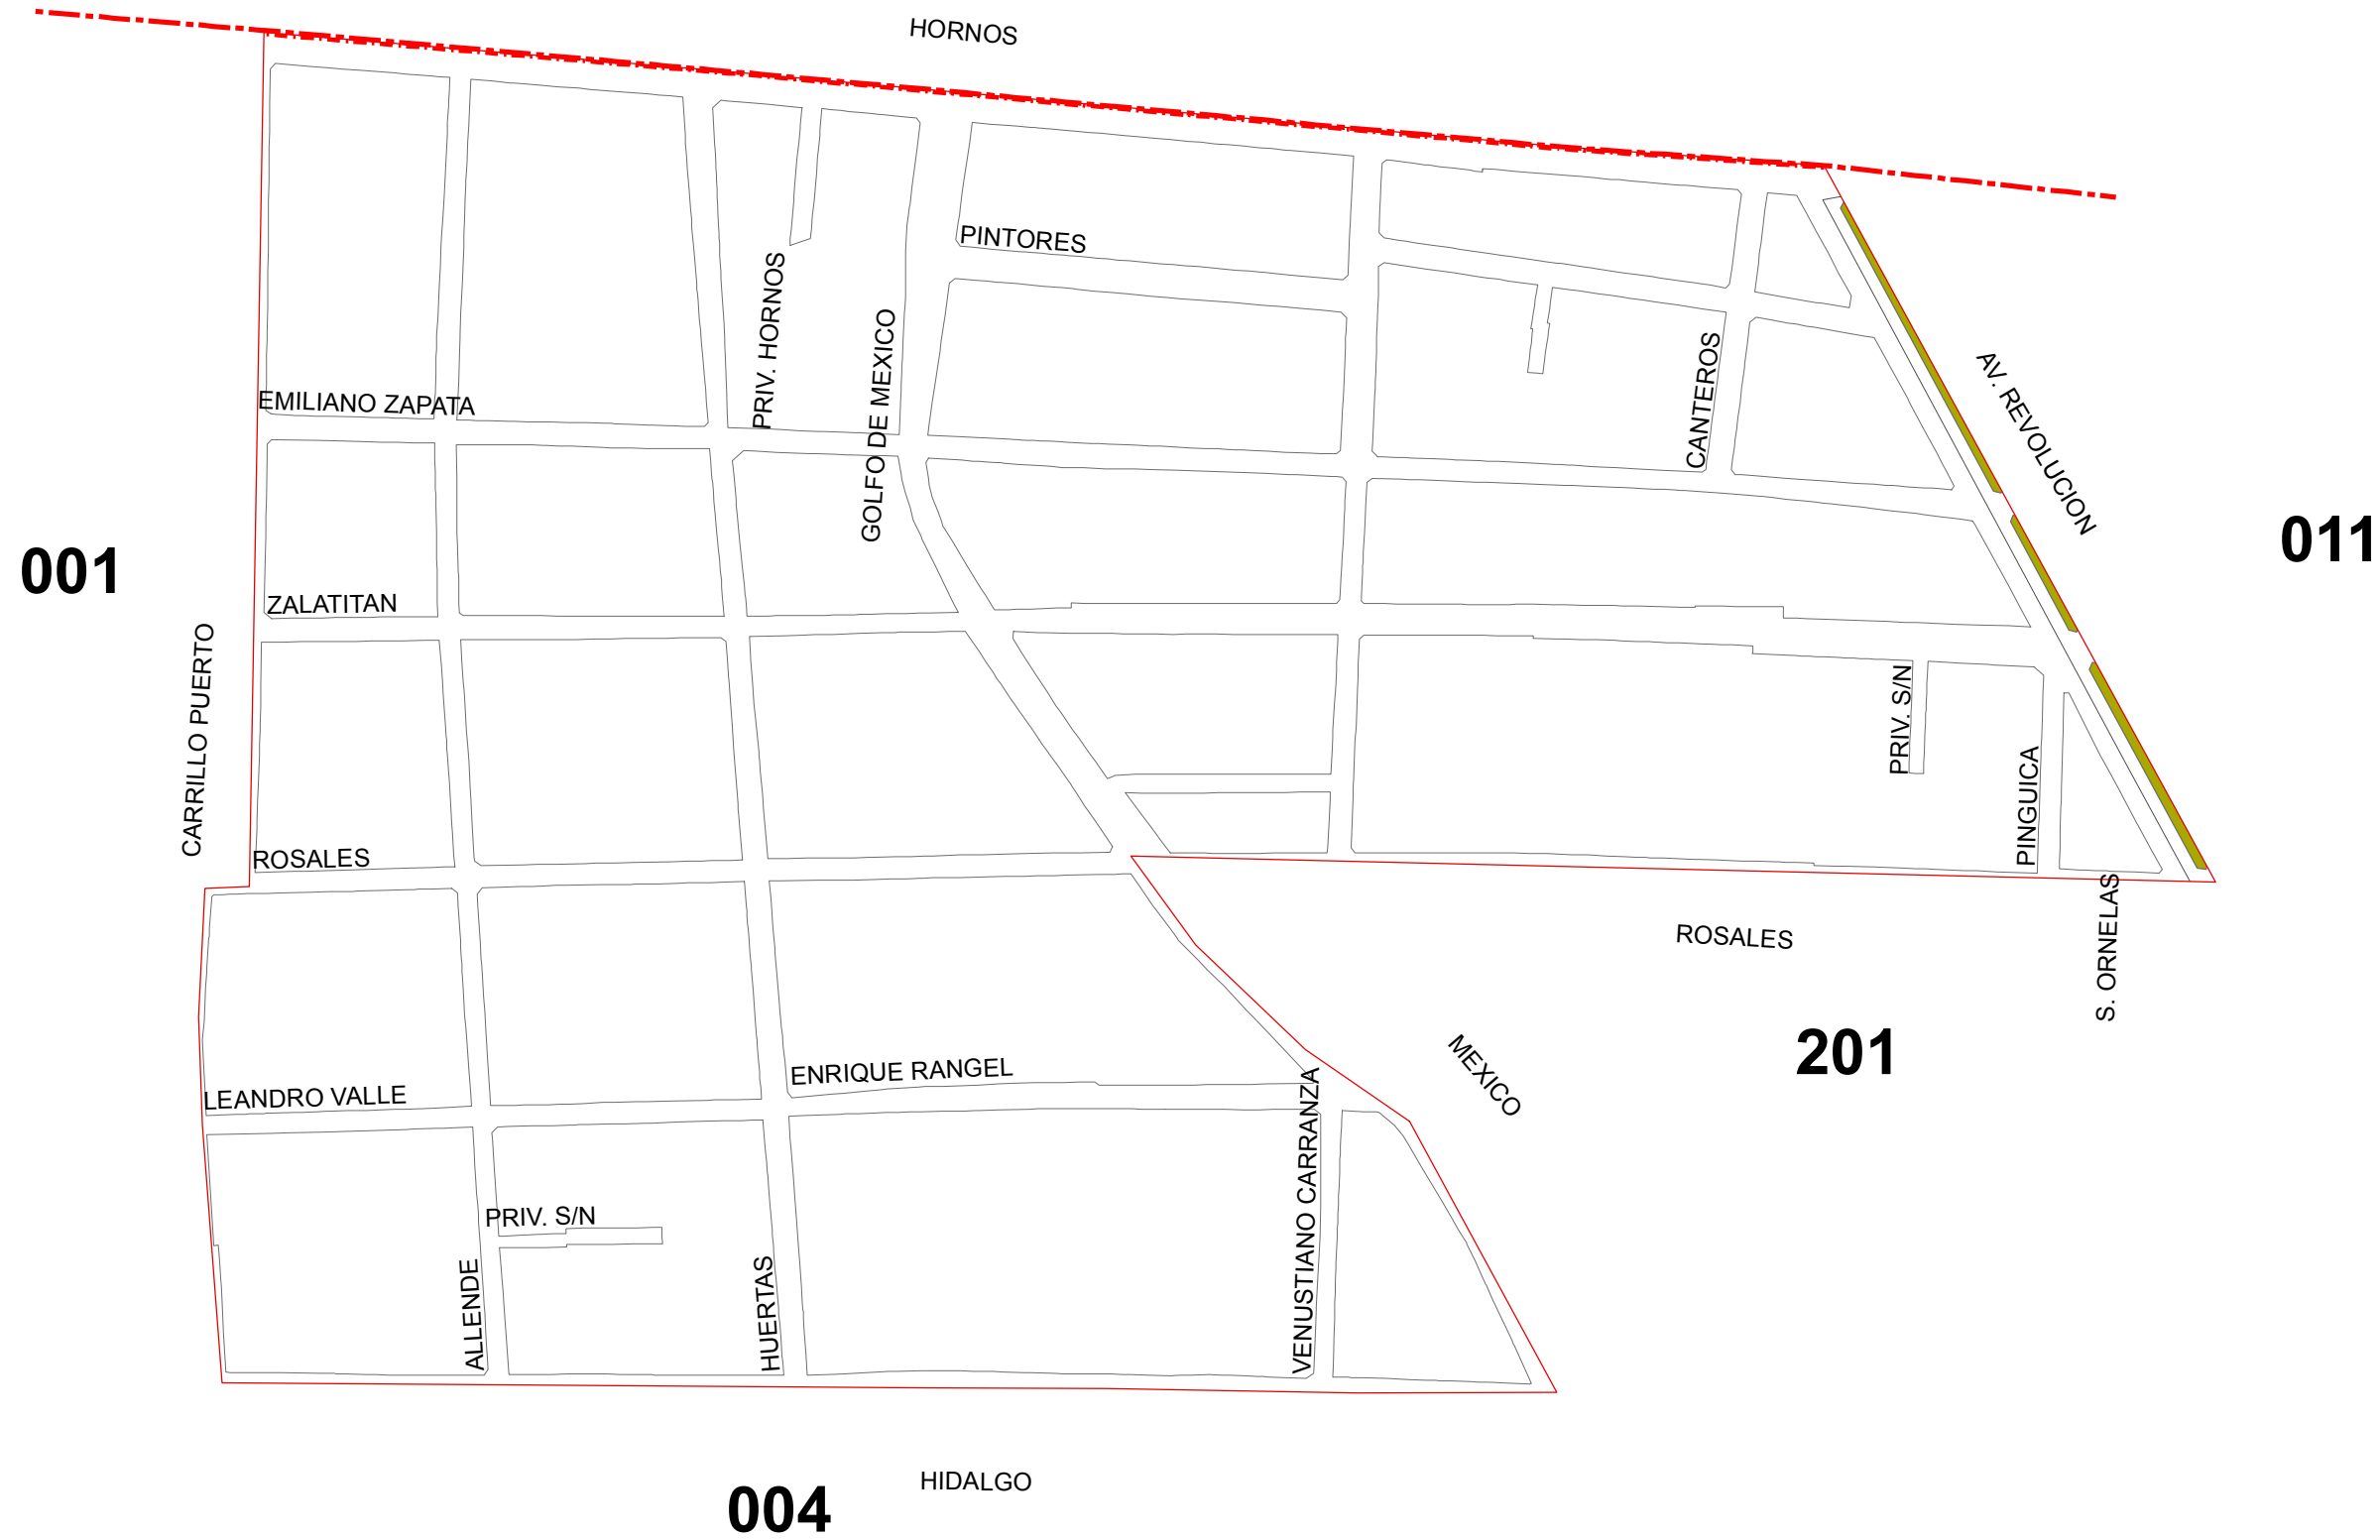 HORNOS
PINTORES
PRIV. HORNOS
GOLFO DE MEXICO
CANTEROS
AV. REVOLUCION
EMILIANO ZAPATA
011
001
ZALATITAN
CARRILLO PUERTO
PRIV. S/N
PINGUICA
ROSALES
ROSALES
S. ORNELAS
201
MEXICO
ENRIQUE RANGEL
LEANDRO VALLE
VENUSTIANO CARRANZA
PRIV. S/N
ALLENDE
HUERTAS
HIDALGO
004